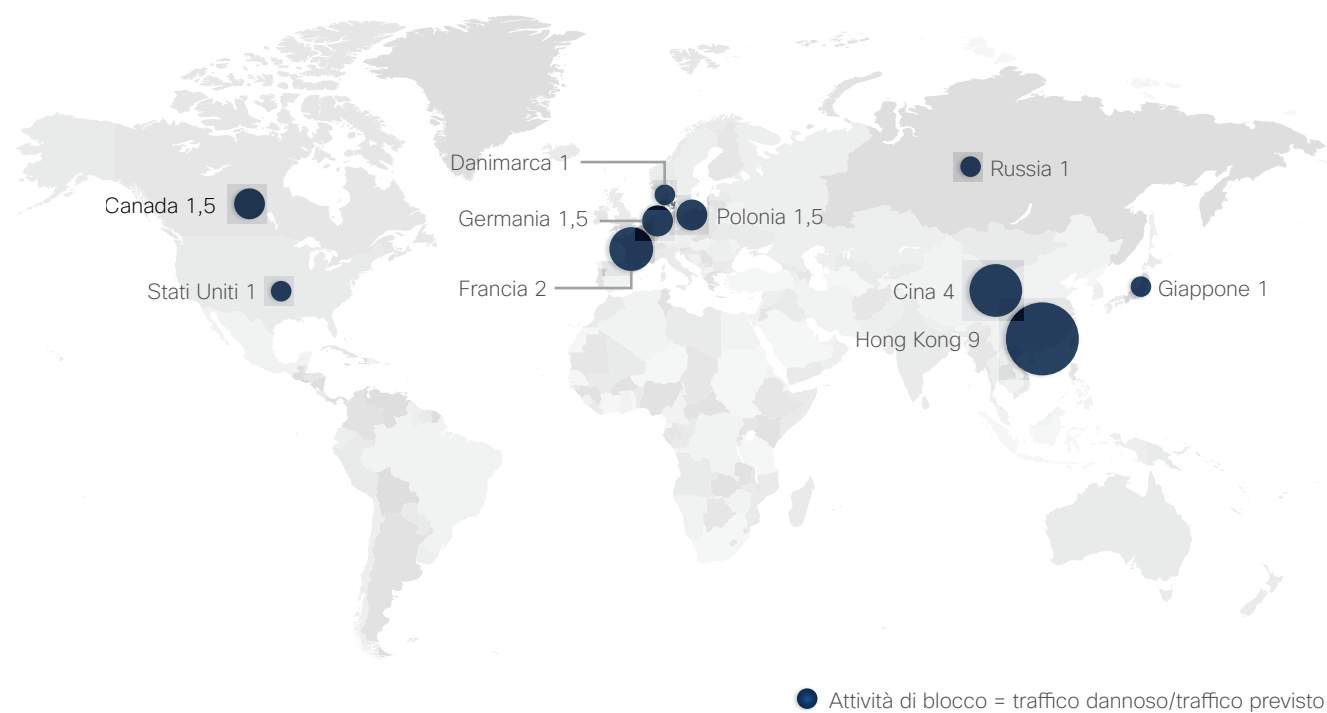 Danimarca 1
Russia 1
Canada 1,5
Germania 1,5
Polonia 1,5
Stati Uniti 1
Francia 2
Cina 4
Giappone 1
Hong Kong 9
Attività di blocco = traffico dannoso/traffico previsto